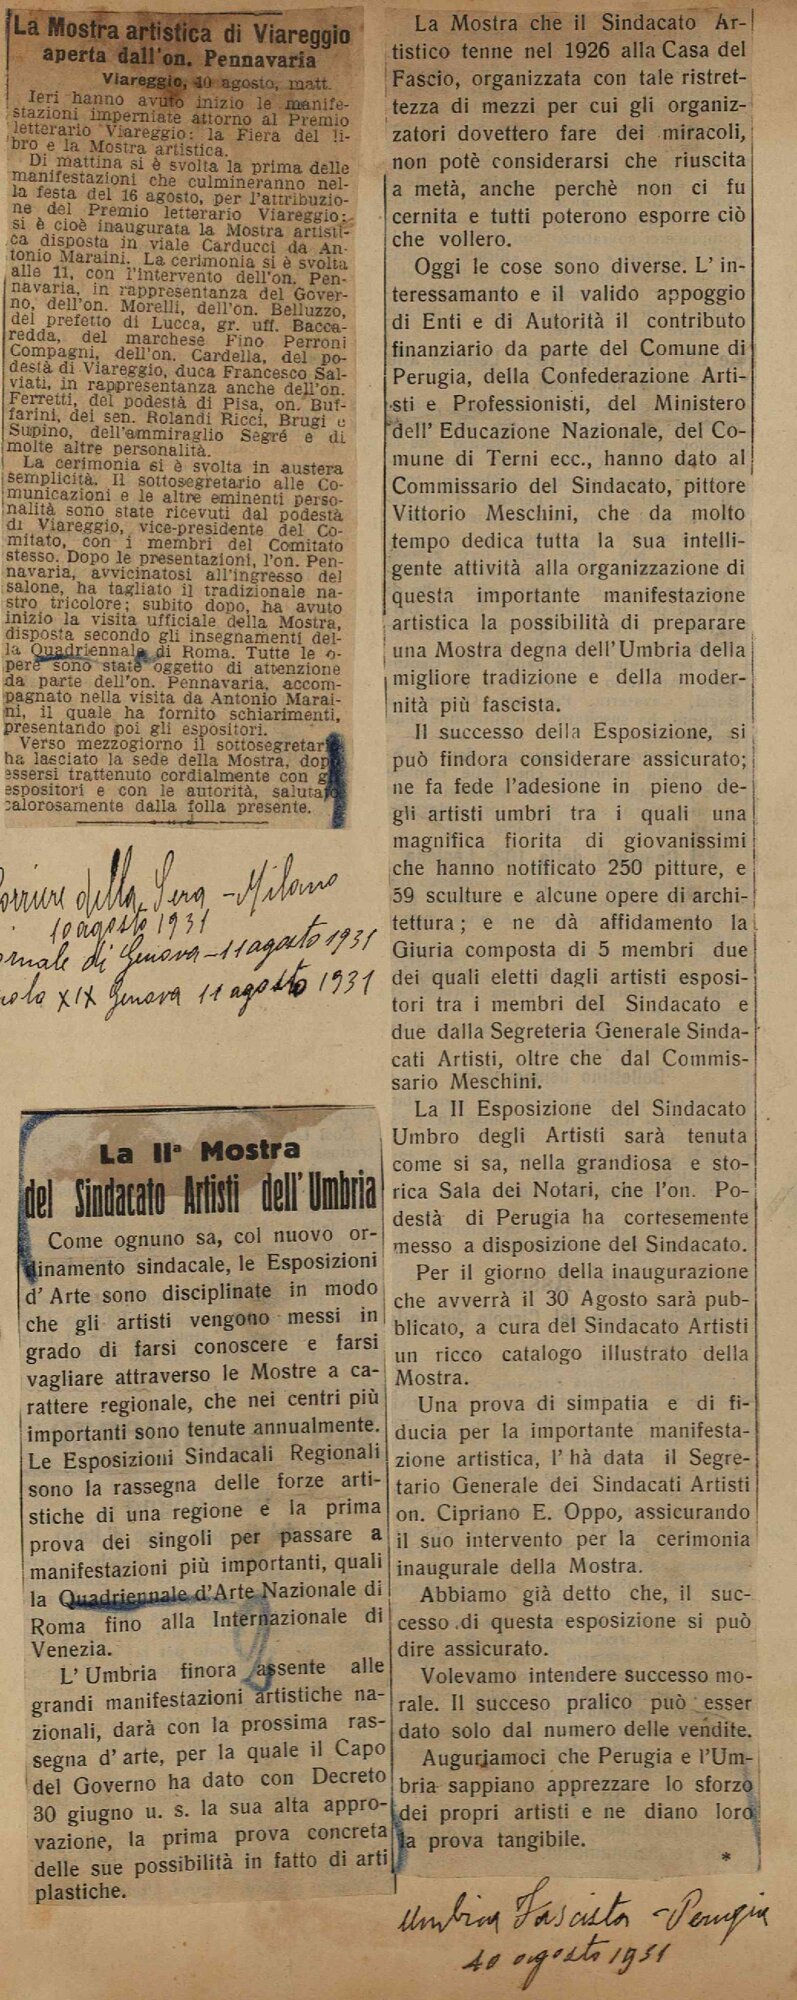 La Mostra artistica di Viareggio
aperta dall'on. Pennavaria
Viareggio, 10 agosto, matt.
Ieri hanno avuto inizio le manife-
stazioni imperniate attorno al Premio
letterario Viareggio: la Fiera del li-
bro e la Mostra artistica.
Di mattina si è svolta la prima delle
manifestazioni che culmineranno nel-
la festa del 16 agosto, per l'attribuzio-
ne del Premio letterario Viareggio:
si è cioè inaugurata la Mostra artisti-
ca disposta in viale Carducci da An-
tonio Maraini. La cerimonia si è svolta
alle 11, con l'intervento dell'on. Pen-
navaria, in rappresentanza del Gover-
no, dell'on. Morelli, dell'on. Belluzzo,
del prefetto di Lucca, gr. uff. Bacca-
redda, del marchese Fino Perroni
Compagni, dell'on. Cardella, del po-
destà di Viareggio, duca Francesco Sal-
viati, in rappresentanza anche dell'on.
Ferretti, del podestà di Pisa, on. Buf-
farini, dei sen. Rolandi Ricci, Brugi e
Supino, dell'ammiraglio Segré e di
molte altre personalità.
La cerimonia si è svolta in austera
semplicità. Il sottosegretario alle Co-
municazioni e le altre eminenti perso-
nalità sono state ricevuti dal podestà
di Viareggio, vice-presidente del Co-
mitato, con i membri del Comitato
stesso. Dopo le presentazioni, l'on. Pen-
navaria, avvicinatosi all'ingresso del
salone, ha tagliato il tradizionale na-
stro tricolore; subito dopo, ha avuto
inizio la visita ufficiale della Mostra,
disposta secondo gli insegnamenti del-
la Quadriennale di Roma. Tutte le o-
pere sono state oggetto di attenzione
da parte dell'on. Pennavaria, accom-
pagnato nella visita da Antonio Marai-
ni, il quale ha fornito schiarimenti,
presentando poi gli espositori.
Verso mezzogiorno il sottosegretari
ha lasciato la sede della Mostra, dop
essersi trattenuto cordialmente con g
espositori e con le autorità, saluta
calorosamente dalla folla presente.
Corriere della Sera - Milano
10 agosto 1931
ornale di Genova - 11 agosto 1931
XIX Genova 11 agosto 1931
La IIª Mostra
del Sindacato Artisti dell'Umbria
Come ognuno sa, col nuovo or-
dinamento sindacale, le Esposizioni
d'Arte sono disciplinate in modo
che gli artisti vengono messi in
grado di farsi conoscere e farsi
vagliare attraverso le Mostre a ca-
rattere regionale, che nei centri più
importanti sono tenute annualmente.
Le Esposizioni Sindacali Regionali
sono la rassegna delle forze arti-
stiche di una regione e la prima
prova dei singoli per passare a
manifestazioni più importanti, quali
la Quadriennale d'Arte Nazionale di
Roma fino alla Internazionale di
Venezia.
L'Umbria finora assente alle
grandi manifestazioni artistiche na-
zionali, darà con la prossima ras-
segna d'arte, per la quale il Capo
del Governo ha dato con Decreto
30 giugno u. s. la sua alta appro-
vazione, la prima prova concreta
delle sue possibilità in fatto di arti
plastiche.
La Mostra che il Sindacato Ar-
tistico tenne nel 1926 alla Casa del
Fascio, organizzata con tale ristret-
tezza di mezzi per cui gli organiz-
zatori dovettero fare dei miracoli,
non potè considerarsi che riuscita
a metà, anche perchè non ci fu
cernita e tutti poterono esporre ciò
che vollero.
Oggi le cose sono diverse. L'in-
teressamanto e il valido appoggio
di Enti e di Autorità il contributo
finanziario da parte del Comune di
Perugia, della Confederazione Arti-
sti e Professionisti, del Ministero
dell'Educazione Nazionale, del Co-
mune di Terni ecc., hanno dato al
Commissario del Sindacato, pittore
Vittorio Meschini, che da molto
tempo dedica tutta la sua intelli-
gente attività alla organizzazione di
questa importante manifestazione
artistica la possibilità di preparare
una Mostra degna dell'Umbria della
migliore tradizione e della moder-
nità più fascista.
Il successo della Esposizione, si
può findora considerare assicurato;
ne fa fede l'adesione in pieno de-
gli artisti umbri tra i quali una
magnifica fiorita di giovanissimi
che hanno notificato 250 pitture, e
59 sculture e alcune opere di archi-
tettura; e ne dà affidamento la
Giuria composta di 5 membri due
dei quali eletti dagli artisti esposi-
tori tra i membri del Sindacato e
due dalla Segreteria Generale Sinda-
cati Artisti, oltre che dal Commis-
sario Meschini.
La II Esposizione del Sindacato
Umbro degli Artisti sarà tenuta
come si sa, nella grandiosa e sto-
rica Sala dei Notari, che l'on. Po-
destà di Perugia ha cortesemente
messo a disposizione del Sindacato.
Per il giorno della inaugurazione
che avverrà il 30 Agosto sarà pub-
blicato, a cura del Sindacato Artisti
un ricco catalogo illustrato della
Mostra.
Una prova di simpatia e di fi-
ducia per la importante manifesta-
zione artistica, l'hà data il Segre-
tario Generale dei Sindacati Artisti
on. Cipriano E. Oppo, assicurando
il suo intervento per la cerimonia
inaugurale della Mostra.
Abbiamo già detto che, il suc-
cesso di questa esposizione si può
dire assicurato.
Volevamo intendere successo mo-
rale. Il succeso pralico può esser
dato solo dal numero delle vendite.
Auguriamoci che Perugia e l'Um-
bria sappiano apprezzare lo sforzo
dei propri artisti e ne diano loro
la prova tangibile.
*
Umbria Fascista - Perugia
10 agosto 1931